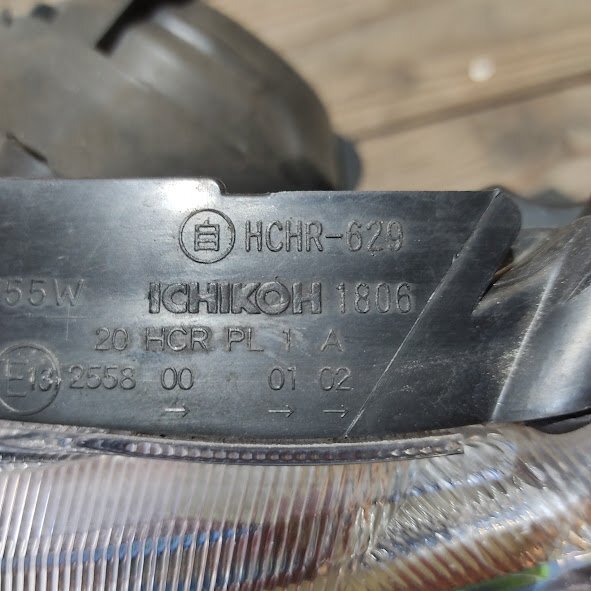 自 HCHR-629
55W ICHIKOH 1806
20 HCR PL 1 A
E13 2558 00 01 02
→ → →